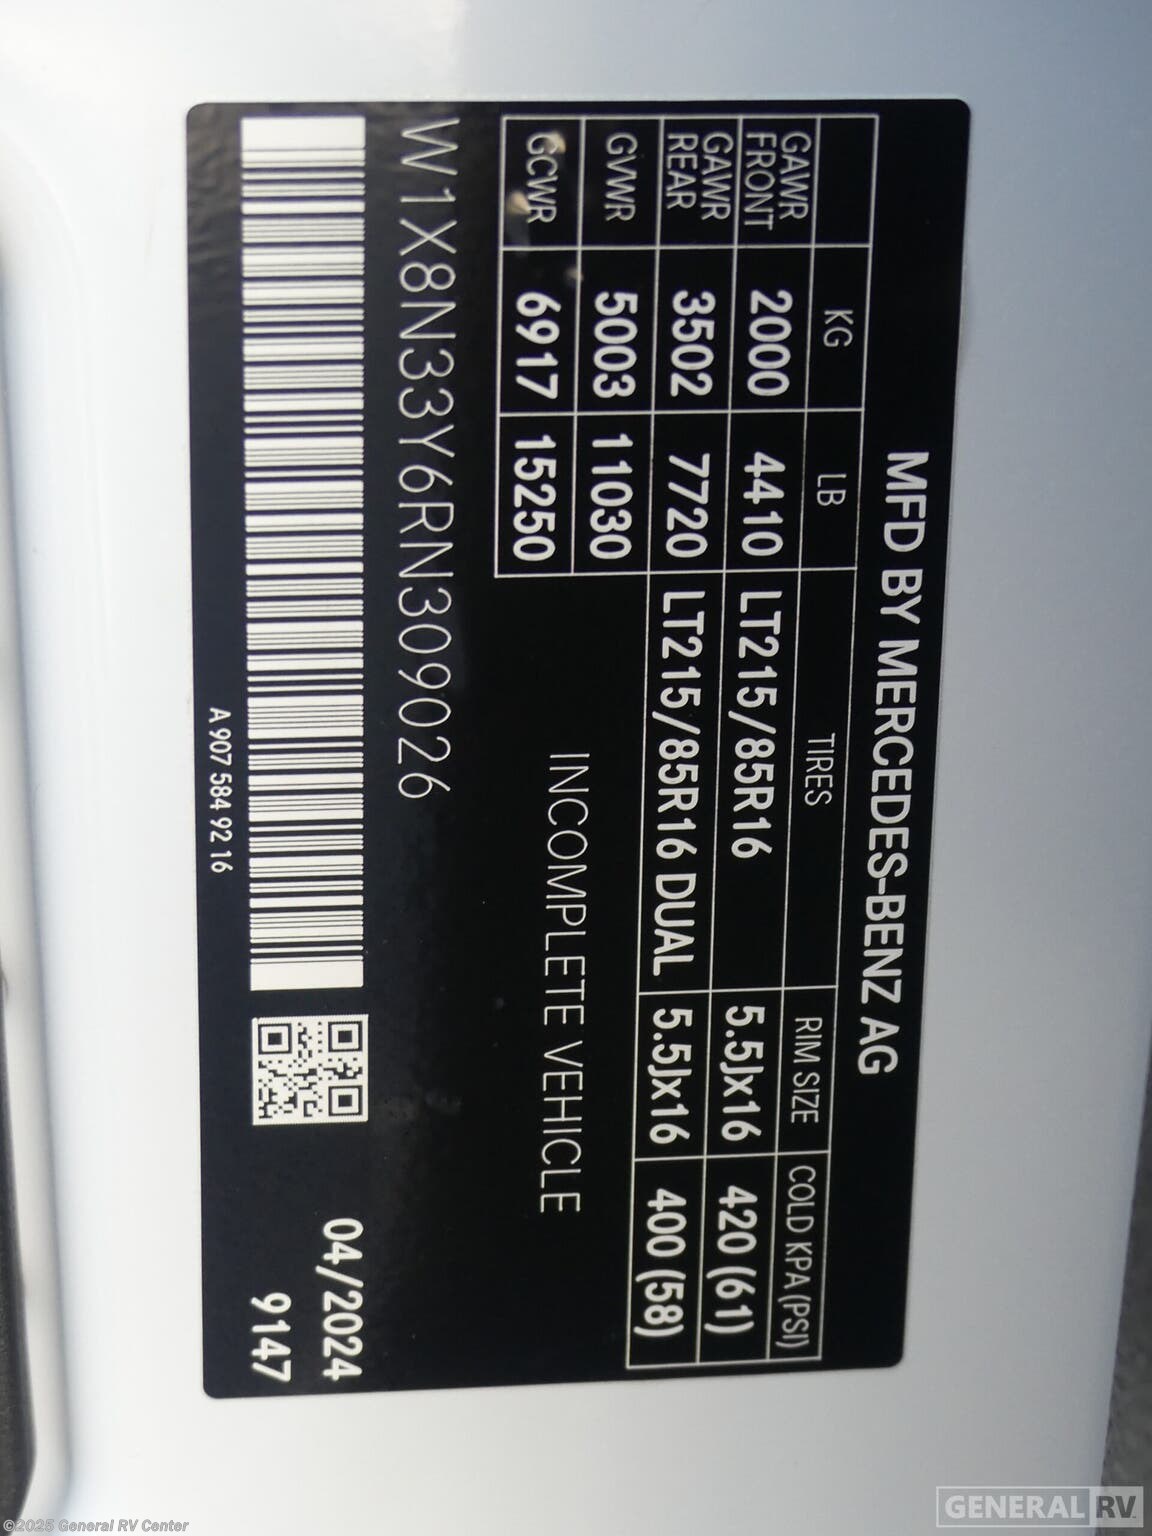 MFD BY MERCEDES-BENZ AG
KG LB TIRES RIM SIZE COLD KPA (PSI)
GAWR FRONT 2000 4410 LT215/85R16 5.5Jx16 420 (61)
GAWR REAR 3502 7720 LT215/85R16 DUAL 5.5Jx16 400 (58)
GVWR 5003 11030
GCWR 6917 15250
INCOMPLETE VEHICLE
W1X8N33Y6RN309026
04/2024
9147
A 907 584 92 16
GENERAL RV
©2025 General RV Center